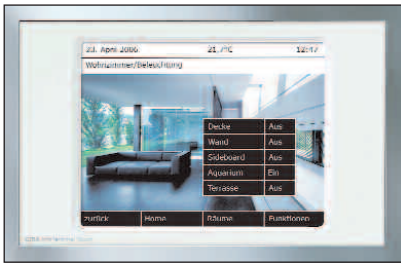 23. April 2006 21,7°C 12:47
Wohnzimmer/Beleuchtung
Decke Aus
Wand Aus
Sideboard Aus
Aquarium Ein
Terrasse Aus
zurück Home Räume Funktionen